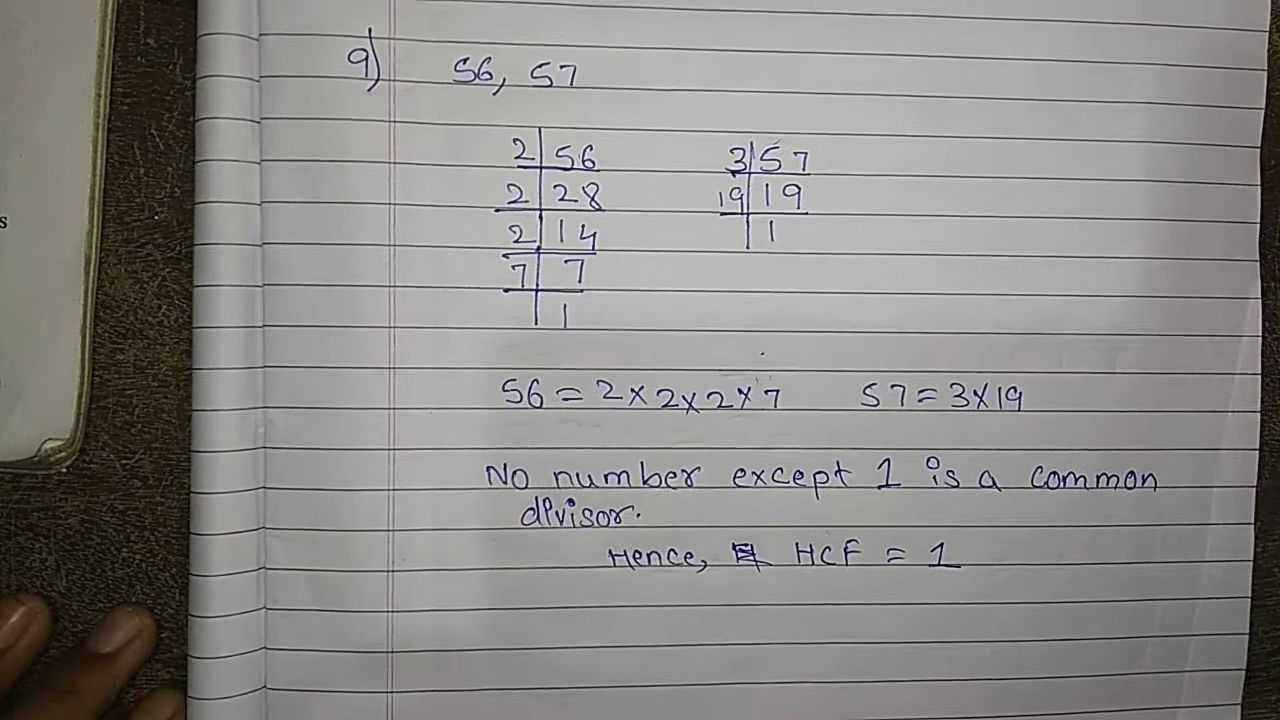 9) 56, 57
2 56 3 57
2 28 19 19
2 14 1
7 7
1
56 = 2 × 2 × 2 × 7 57 = 3 × 19
No number except 1 is a common
divisor.
Hence, HCF = 1
s